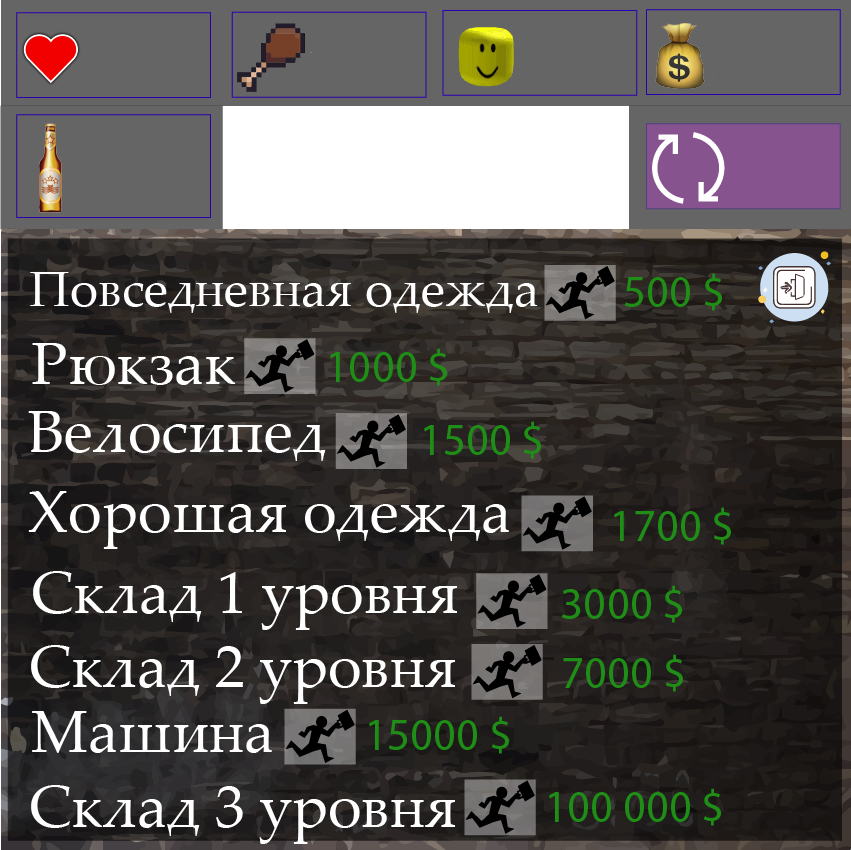 $
Повседневная одежда 500 $
Рюкзак 1000 $
Велосипед 1500 $
Хорошая одежда 1700 $
Склад 1 уровня 3000 $
Склад 2 уровня 7000 $
Машина 15000 $
Склад 3 уровня 100 000 $